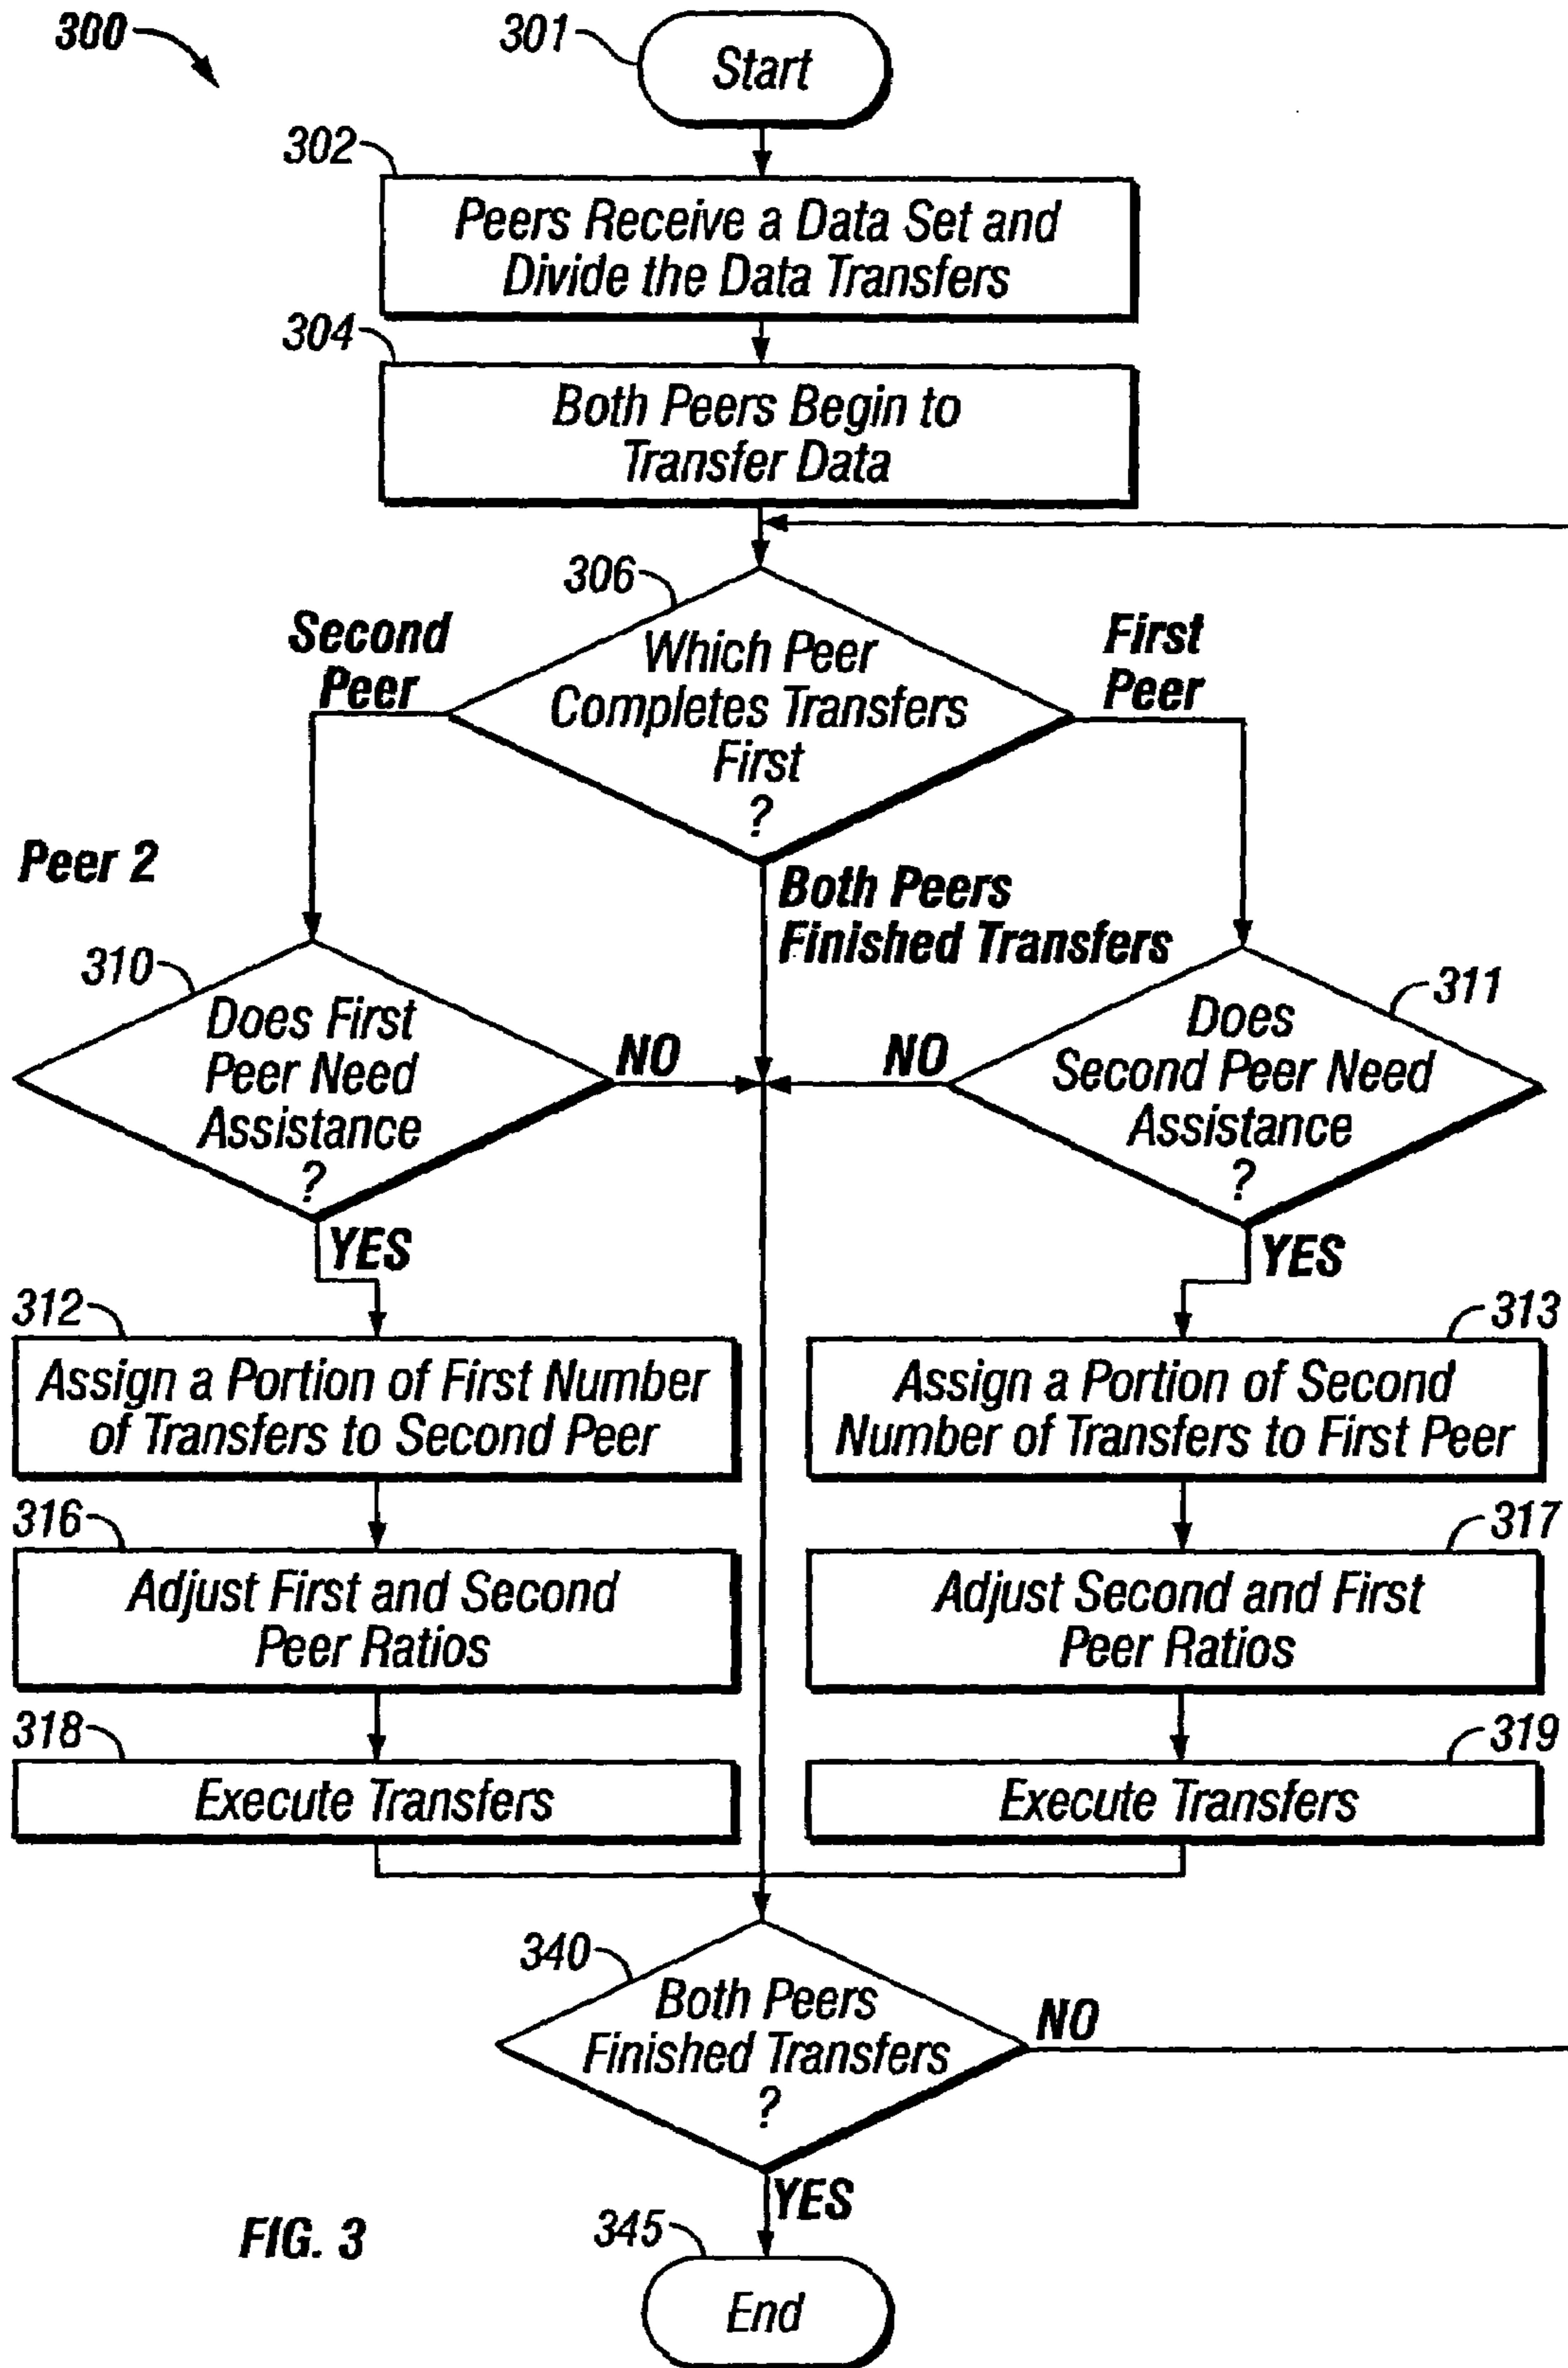 300
301
Start
302
Peers Receive a Data Set and
Divide the Data Transfers
304
Both Peers Begin to
Transfer Data
306
Which Peer
Completes Transfers
First
?
Second
Peer
First
Peer
Peer 2
Both Peers
Finished Transfers
310
Does First
Peer Need
Assistance
?
NO
NO
311
Does
Second Peer Need
Assistance
?
YES
YES
312
Assign a Portion of First Number
of Transfers to Second Peer
313
Assign a Portion of Second
Number of Transfers to First Peer
316
Adjust First and Second
Peer Ratios
317
Adjust Second and First
Peer Ratios
318
Execute Transfers
319
Execute Transfers
340
Both Peers
Finished Transfers
?
NO
YES
FIG. 3
345
End